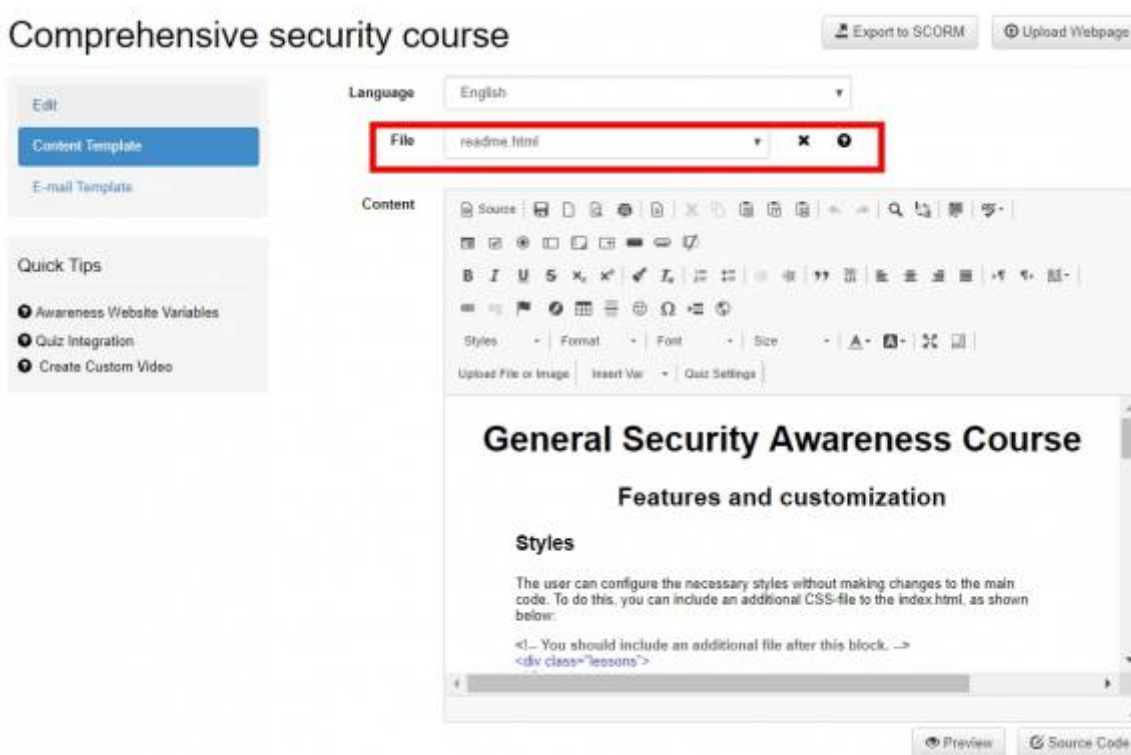 Comprehensive security course
Export to SCORM
Upload Webpage
Edit
Content Template
E-mail Template
Quick Tips
Awareness Website Variables
Quiz Integration
Create Custom Video
Language English
File readme.html
Content
Source
Styles Format Font Size
Upload File or Image Insert Var Quiz Settings
General Security Awareness Course
Features and customization
Styles
The user can configure the necessary styles without making changes to the main
code. To do this, you can include an additional CSS-file to the index.html, as shown
below:
<!-- You should include an additional file after this block. -->
<div class="lessons">
Preview
Source Code